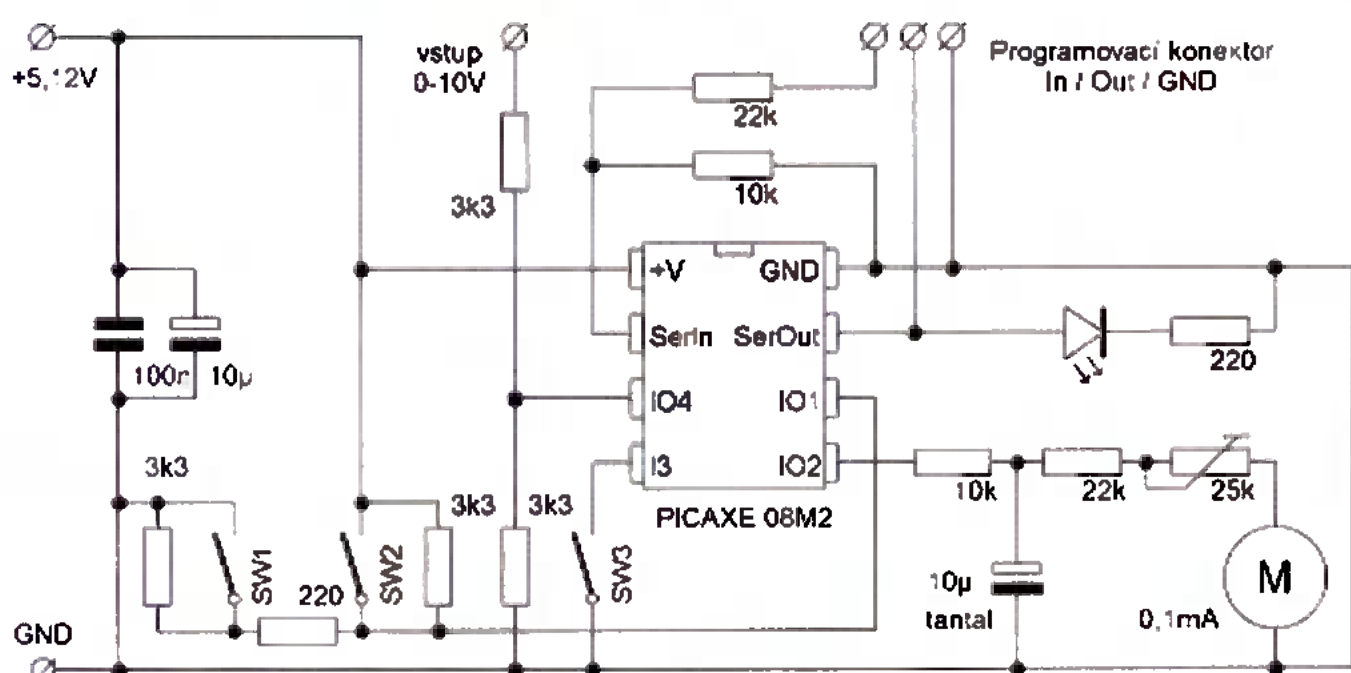 +5,12V
vstup
0-10V
Programovací konektor
In / Out / GND
22k
10k
3k3
+V
GND
SerIn
SerOut
220
100n
10µ
IO4
IO1
3k3
I3
IO2
3k3
3k3
10k
22k
25k
PICAXE 08M2
SW1
220
SW2
SW3
10µ
tantal
M
0,1mA
GND